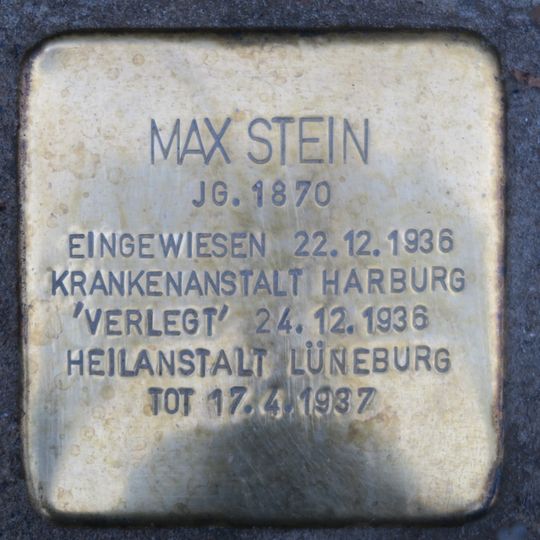 MAX STEIN
JG. 1870
EINGEWIESEN 22.12.1936
KRANKENANSTALT HARBURG
'VERLEGT' 24.12.1936
HEILANSTALT LÜNEBURG
TOT 17.4.1937